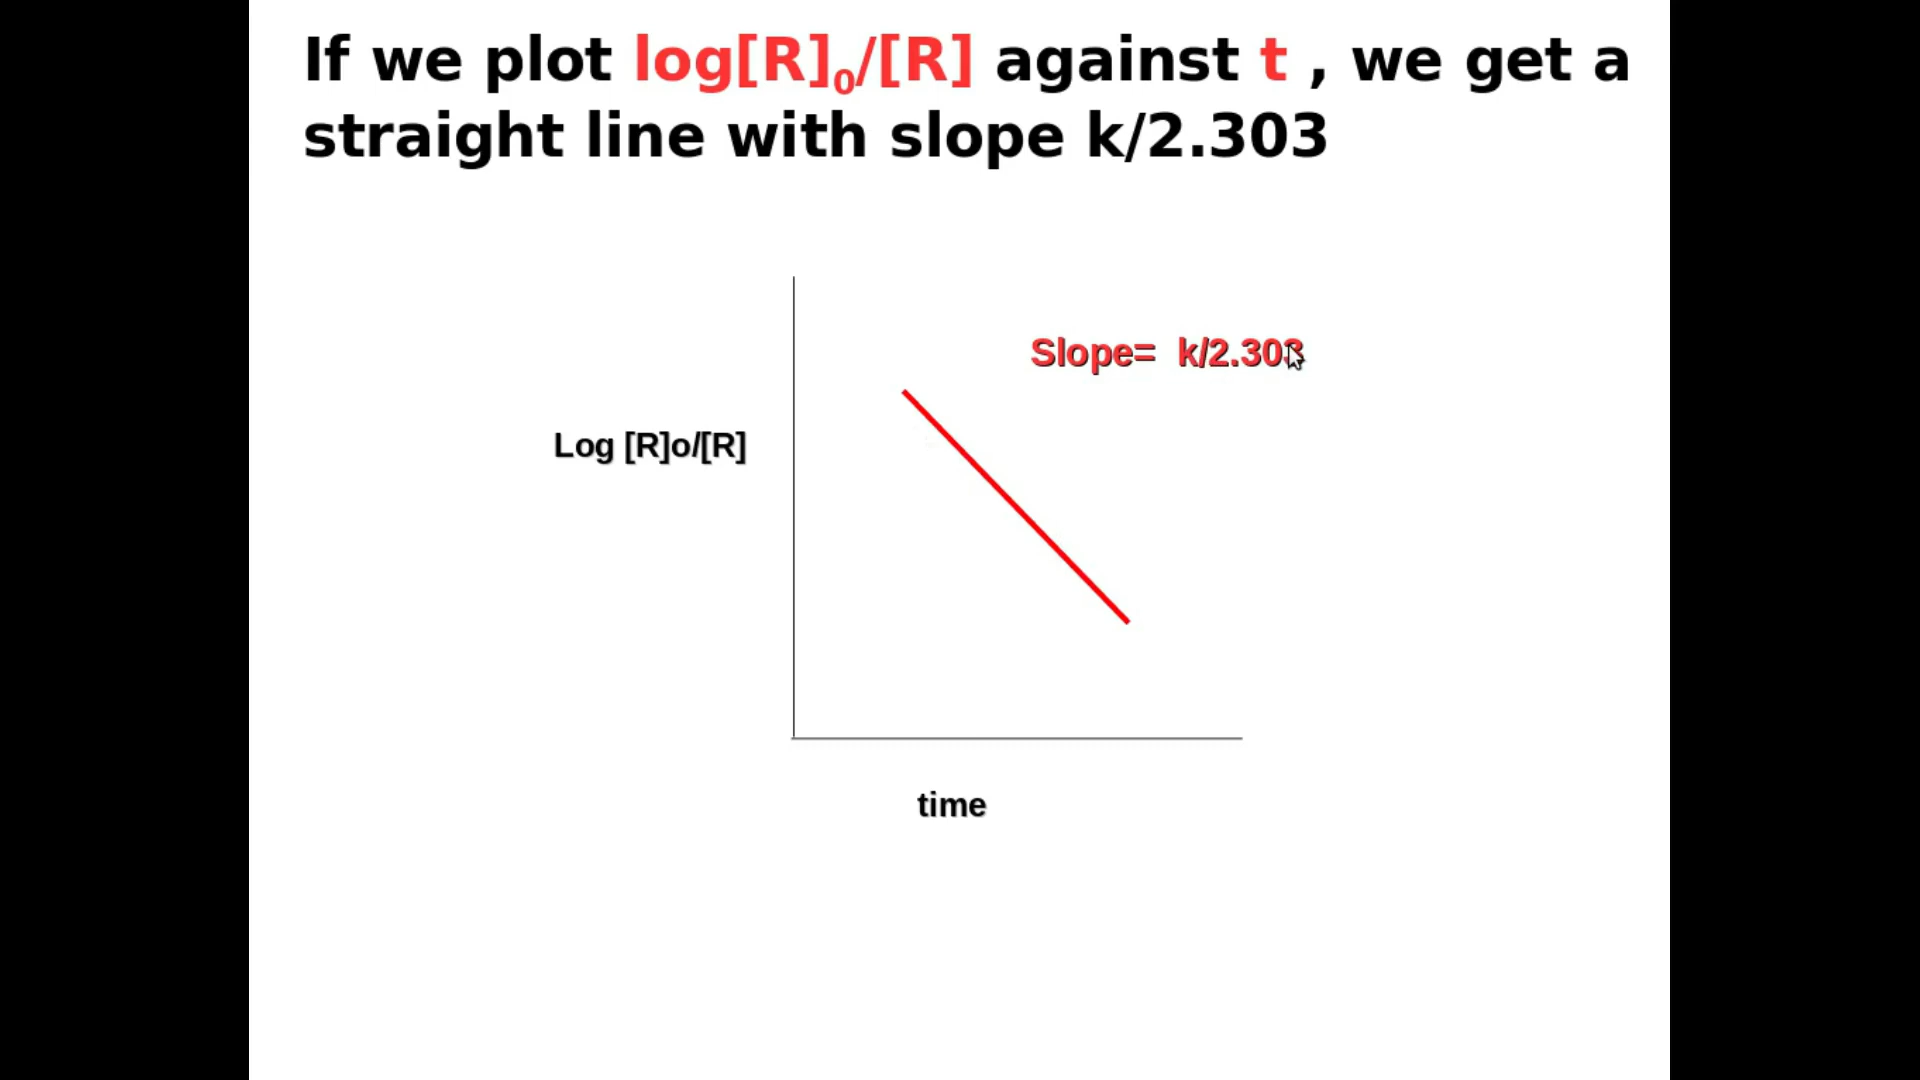 If we plot log[R]₀/[R] against t , we get a
straight line with slope k/2.303
Slope= k/2.303
Log [R]o/[R]
time